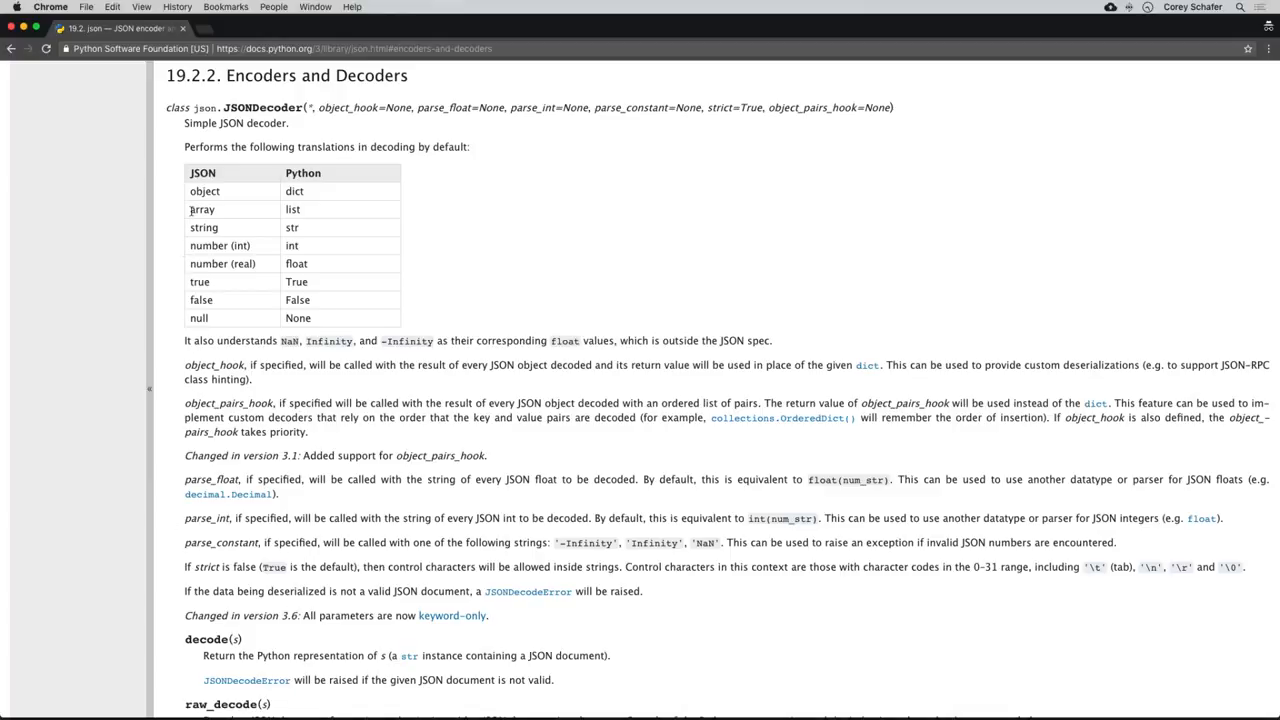 Chrome File Edit View History Bookmarks People Window Help Corey Schafer
19.2. json — JSON encoder an
Python Software Foundation [US] | https://docs.python.org/3/library/json.html#encoders-and-decoders
19.2.2. Encoders and Decoders
class json.JSONDecoder(*, object_hook=None, parse_float=None, parse_int=None, parse_constant=None, strict=True, object_pairs_hook=None)
Simple JSON decoder.
Performs the following translations in decoding by default:
JSON Python
object dict
array list
string str
number (int) int
number (real) float
true True
false False
null None
It also understands NaN, Infinity, and -Infinity as their corresponding float values, which is outside the JSON spec.
object_hook, if specified, will be called with the result of every JSON object decoded and its return value will be used in place of the given dict. This can be used to provide custom deserializations (e.g. to support JSON-RPC
class hinting).
object_pairs_hook, if specified will be called with the result of every JSON object decoded with an ordered list of pairs. The return value of object_pairs_hook will be used instead of the dict. This feature can be used to im-
plement custom decoders that rely on the order that the key and value pairs are decoded (for example, collections.OrderedDict() will remember the order of insertion). If object_hook is also defined, the object_-
pairs_hook takes priority.
Changed in version 3.1: Added support for object_pairs_hook.
parse_float, if specified, will be called with the string of every JSON float to be decoded. By default, this is equivalent to float(num_str). This can be used to use another datatype or parser for JSON floats (e.g.
decimal.Decimal).
parse_int, if specified, will be called with the string of every JSON int to be decoded. By default, this is equivalent to int(num_str). This can be used to use another datatype or parser for JSON integers (e.g. float).
parse_constant, if specified, will be called with one of the following strings: '-Infinity', 'Infinity', 'NaN'. This can be used to raise an exception if invalid JSON numbers are encountered.
If strict is false (True is the default), then control characters will be allowed inside strings. Control characters in this context are those with character codes in the 0–31 range, including '\t' (tab), '\n', '\r' and '\0'.
If the data being deserialized is not a valid JSON document, a JSONDecodeError will be raised.
Changed in version 3.6: All parameters are now keyword-only.
decode(s)
Return the Python representation of s (a str instance containing a JSON document).
JSONDecodeError will be raised if the given JSON document is not valid.
raw_decode(s)